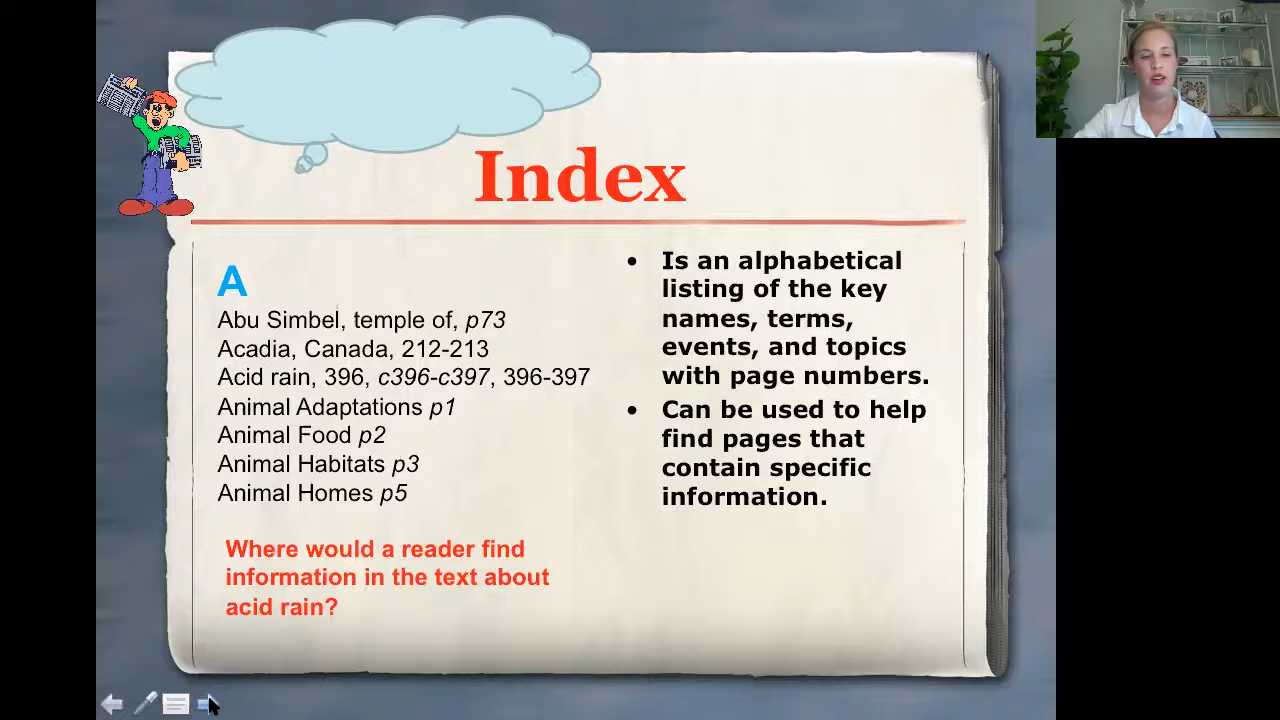 Index
A
Abu Simbel, temple of, p73
Acadia, Canada, 212-213
Acid rain, 396, c396-c397, 396-397
Animal Adaptations p1
Animal Food p2
Animal Habitats p3
Animal Homes p5
Where would a reader find
information in the text about
acid rain?
• Is an alphabetical
listing of the key
names, terms,
events, and topics
with page numbers.
• Can be used to help
find pages that
contain specific
information.